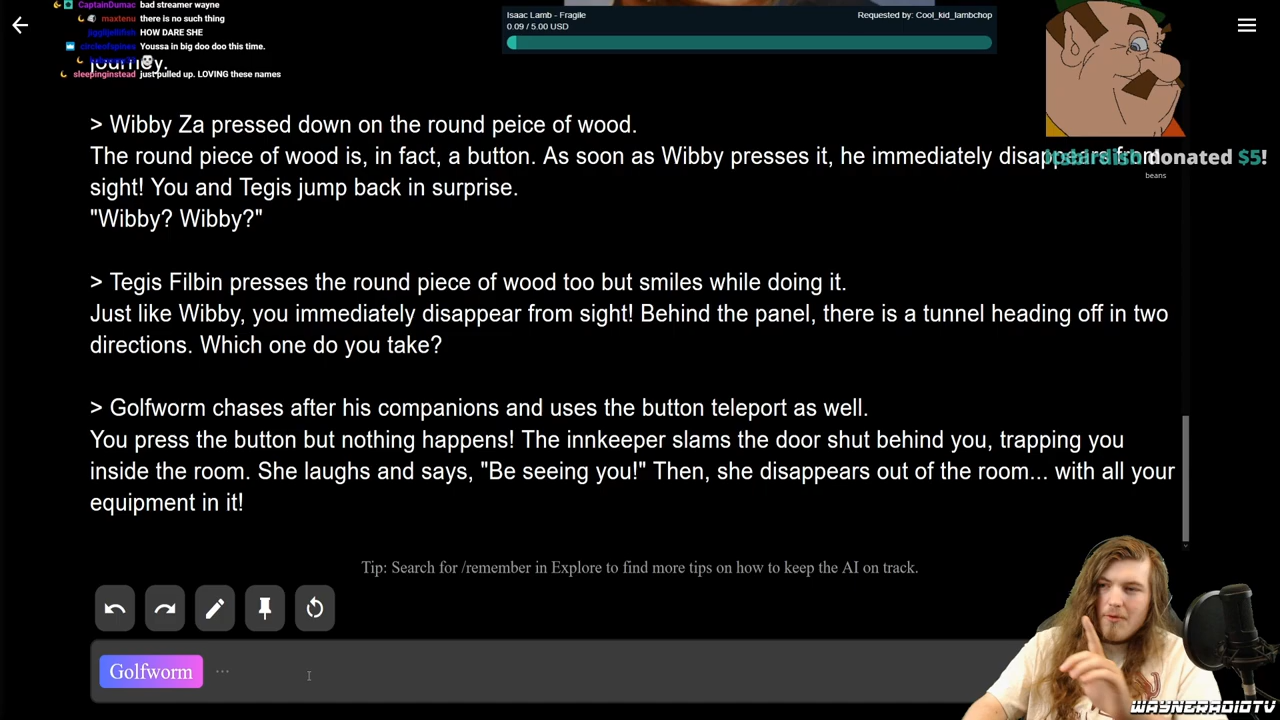 CaptainDumac bad streamer wayne
maxtenu there is no such thing
jigglijellifish HOW DARE SHE
circleofspines Youssa in big doo doo this time.
journey.
sleepinginstead just pulled up. LOVING these names
Isaac Lamb - Fragile
Requested by: Cool_kid_lambchop
0.09 / 5.00 USD
> Wibby Za pressed down on the round peice of wood.
The round piece of wood is, in fact, a button. As soon as Wibby presses it, he immediately disappears from
sight! You and Tegis jump back in surprise.
"Wibby? Wibby?"
itsbirdish donated $5!
beans
> Tegis Filbin presses the round piece of wood too but smiles while doing it.
Just like Wibby, you immediately disappear from sight! Behind the panel, there is a tunnel heading off in two
directions. Which one do you take?
> Golfworm chases after his companions and uses the button teleport as well.
You press the button but nothing happens! The innkeeper slams the door shut behind you, trapping you
inside the room. She laughs and says, "Be seeing you!" Then, she disappears out of the room... with all your
equipment in it!
Tip: Search for /remember in Explore to find more tips on how to keep the AI on track.
Golfworm ...
WAYNERADIOTV